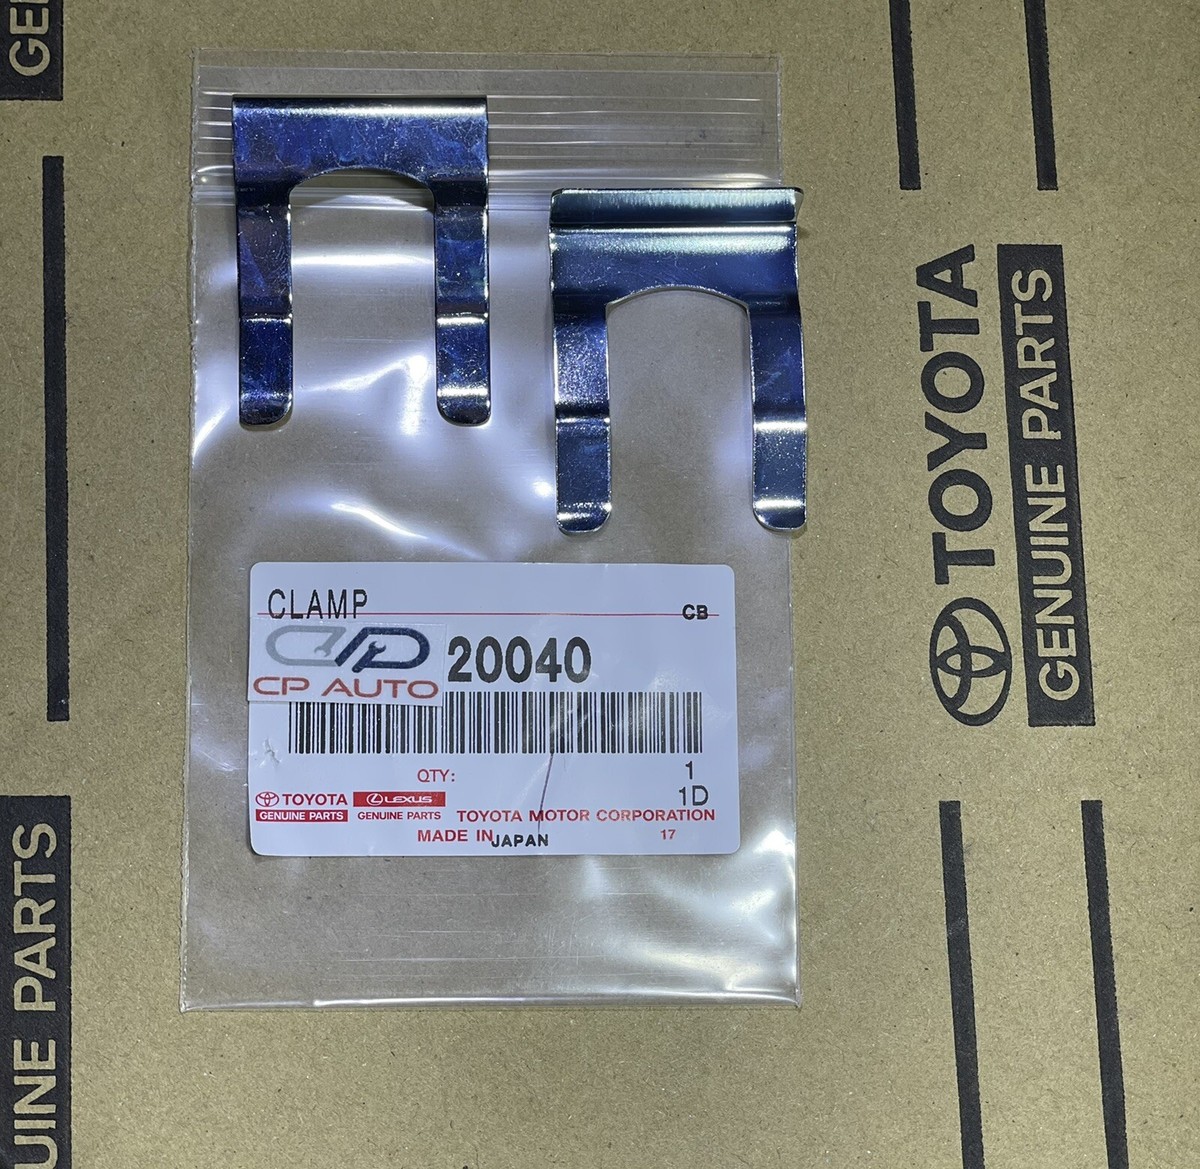 CLAMP
CB
CP AUTO
20040
QTY:
1
1D
TOYOTA
LEXUS
GENUINE PARTS
GENUINE PARTS
TOYOTA MOTOR CORPORATION
MADE IN JAPAN
17
TOYOTA
GENUINE PARTS
GE
UINE PARTS